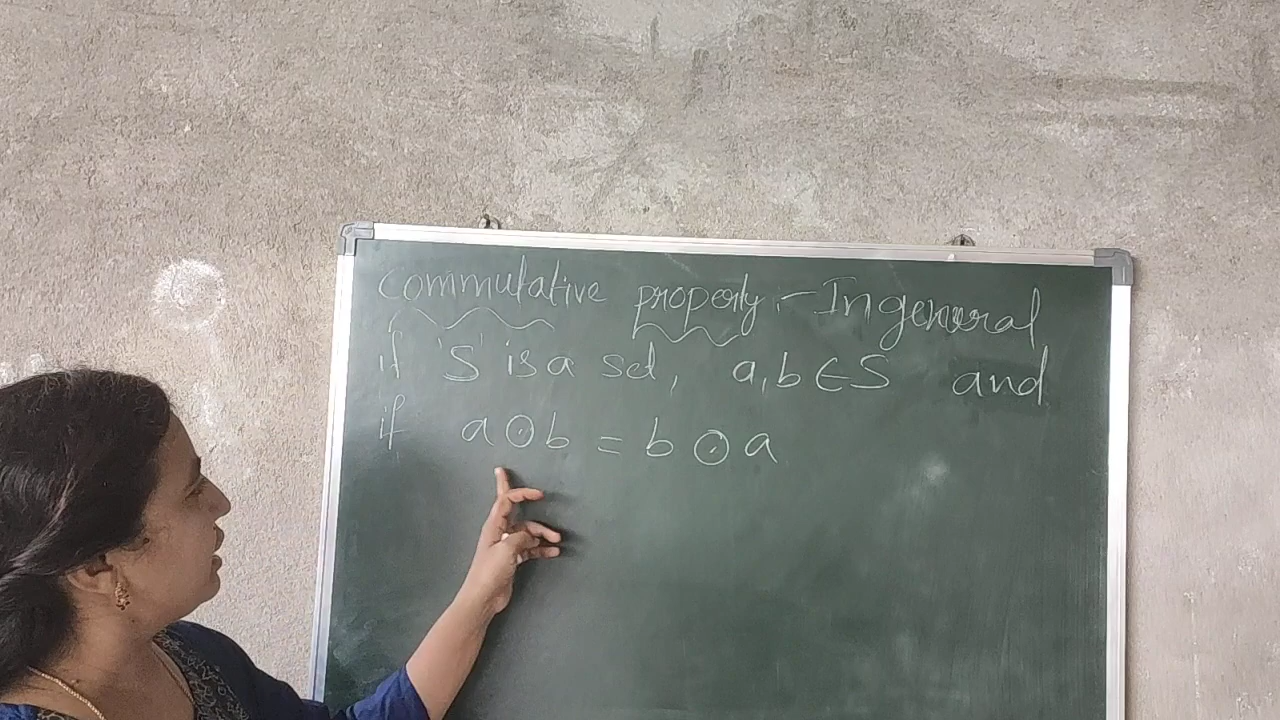 commutative property :- In general
if 'S' is a set, a, b ∈ S and
if a ⊙ b = b ⊙ a